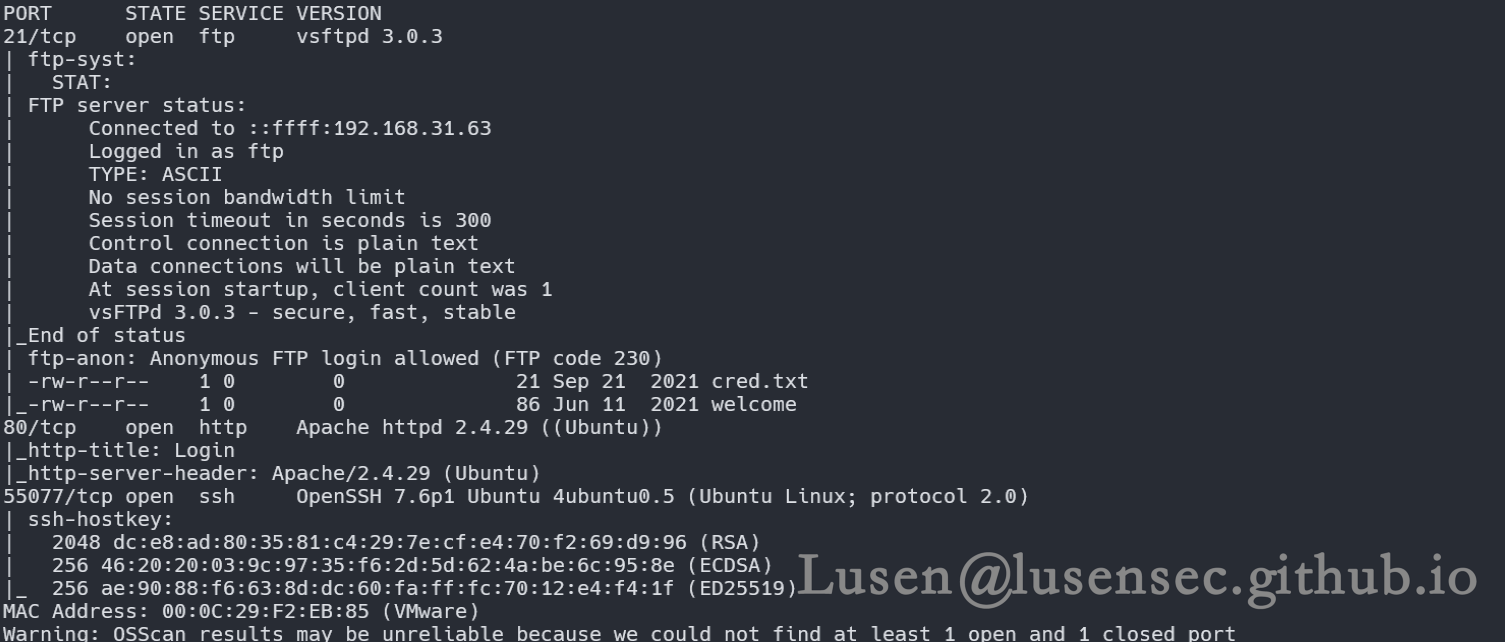 PORT      STATE SERVICE VERSION
21/tcp    open  ftp     vsftpd 3.0.3
| ftp-syst:
|   STAT:
| FTP server status:
|      Connected to ::ffff:192.168.31.63
|      Logged in as ftp
|      TYPE: ASCII
|      No session bandwidth limit
|      Session timeout in seconds is 300
|      Control connection is plain text
|      Data connections will be plain text
|      At session startup, client count was 1
|      vsFTPd 3.0.3 - secure, fast, stable
|_End of status
| ftp-anon: Anonymous FTP login allowed (FTP code 230)
| -rw-r--r--    1 0        0              21 Sep 21  2021 cred.txt
|_-rw-r--r--    1 0        0              86 Jun 11  2021 welcome
80/tcp    open  http    Apache httpd 2.4.29 ((Ubuntu))
|_http-title: Login
|_http-server-header: Apache/2.4.29 (Ubuntu)
55077/tcp open  ssh     OpenSSH 7.6p1 Ubuntu 4ubuntu0.5 (Ubuntu Linux; protocol 2.0)
| ssh-hostkey:
|   2048 dc:e8:ad:80:35:81:c4:29:7e:cf:e4:70:f2:69:d9:96 (RSA)
|   256 46:20:20:03:9c:97:35:f6:2d:5d:62:4a:be:6c:95:8e (ECDSA)
|_  256 ae:90:88:f6:63:8d:dc:60:fa:ff:fc:70:12:e4:f4:1f (ED25519)
Lusen@lusensec.github.io
MAC Address: 00:0C:29:F2:EB:85 (VMware)
Warning: OSScan results may be unreliable because we could not find at least 1 open and 1 closed port